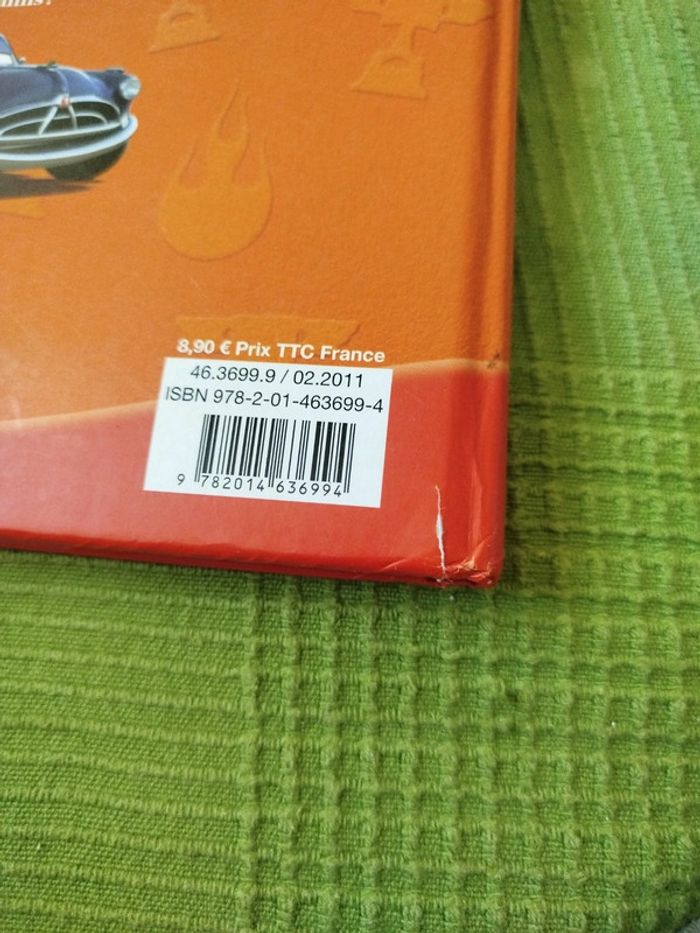 8,90 € Prix TTC France
46.3699.9 / 02.2011
ISBN 978-2-01-463699-4
9 782014 636994